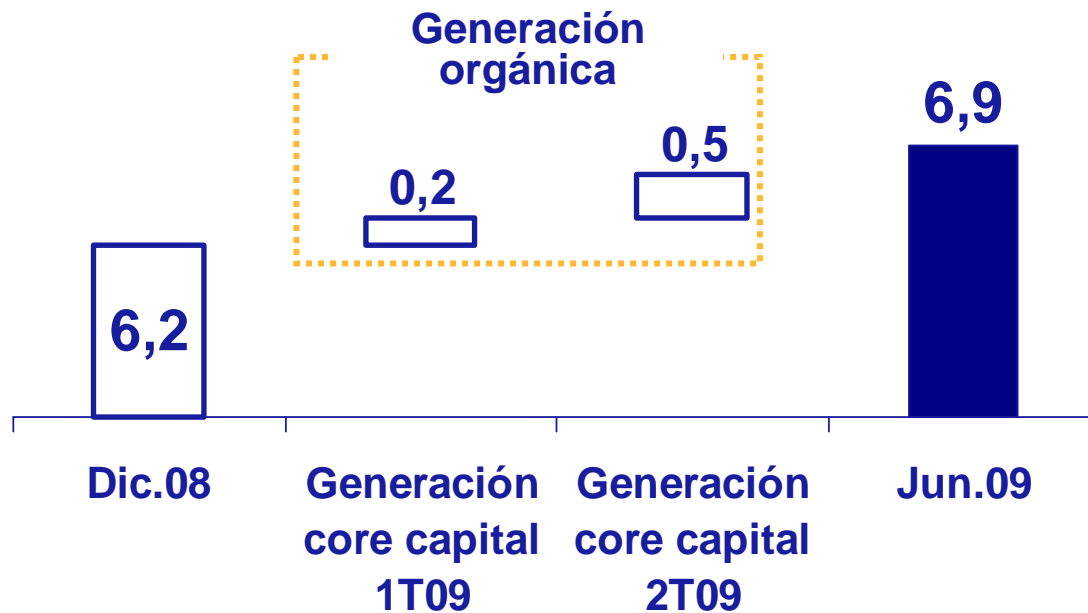 Generación
orgánica
6,9
0,5
0,2
6,2
Dic.08
Generación
core capital
1T09
Generación
core capital
2T09
Jun.09